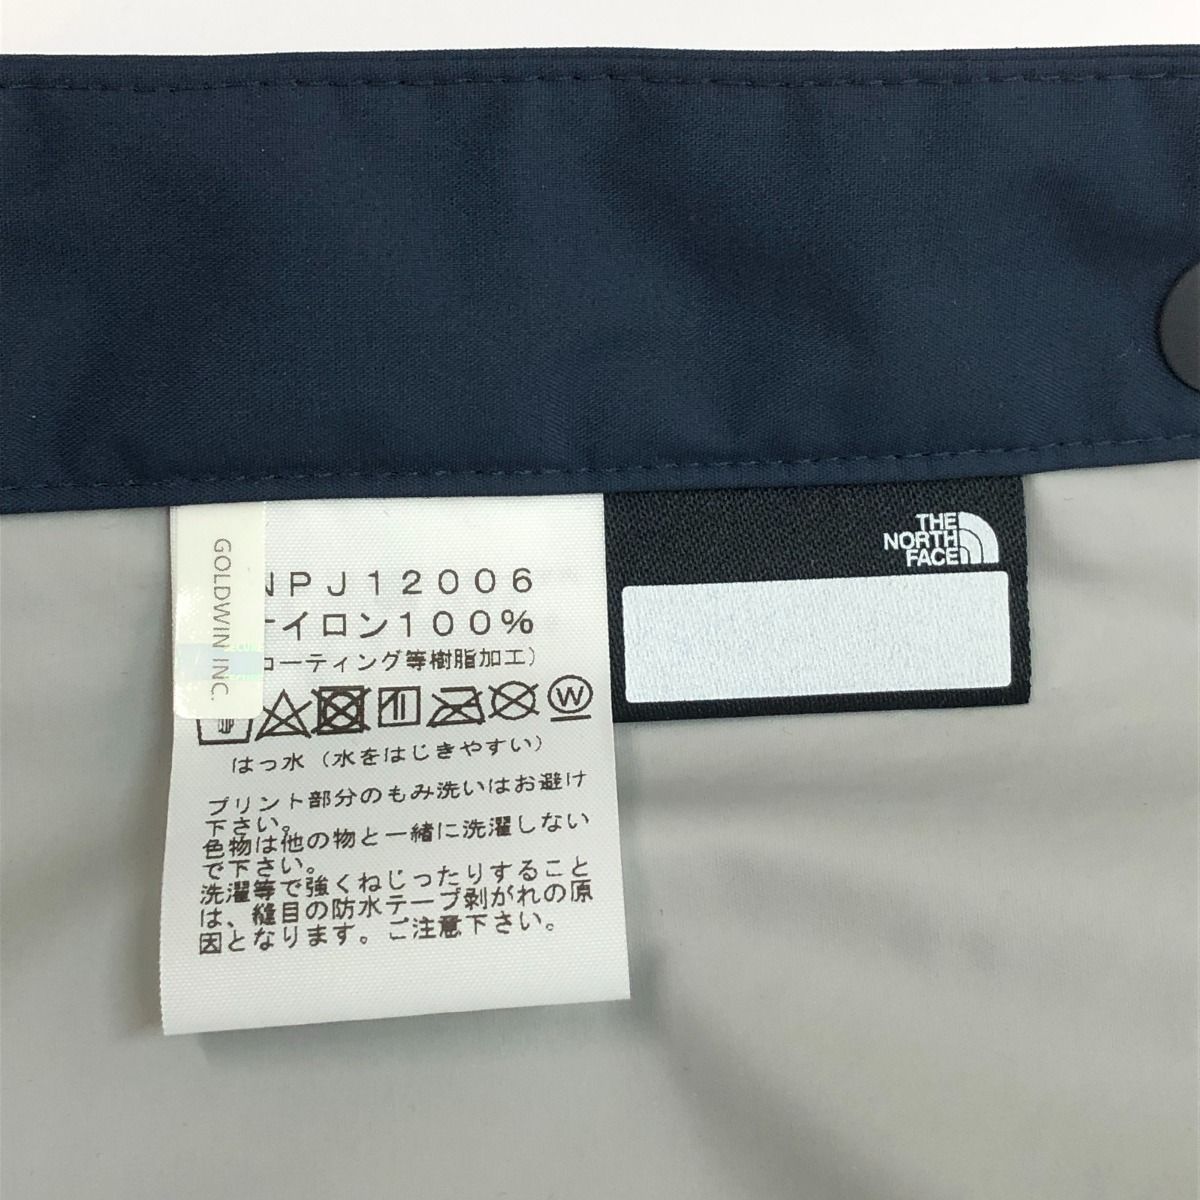 GOLDWIN INC.
SECURE
NPJ12006
ナイロン100%
コーティング等樹脂加工)
W
はっ水(水をはじきやすい)
プリント部分のもみ洗いはお避け
下さい。
色物は他の物と一緒に洗濯しない
で下さい。
洗濯等で強くねじったりすること
は、縫目の防水テープ剥がれの原
因となります。ご注意下さい。
THE
NORTH
FACE